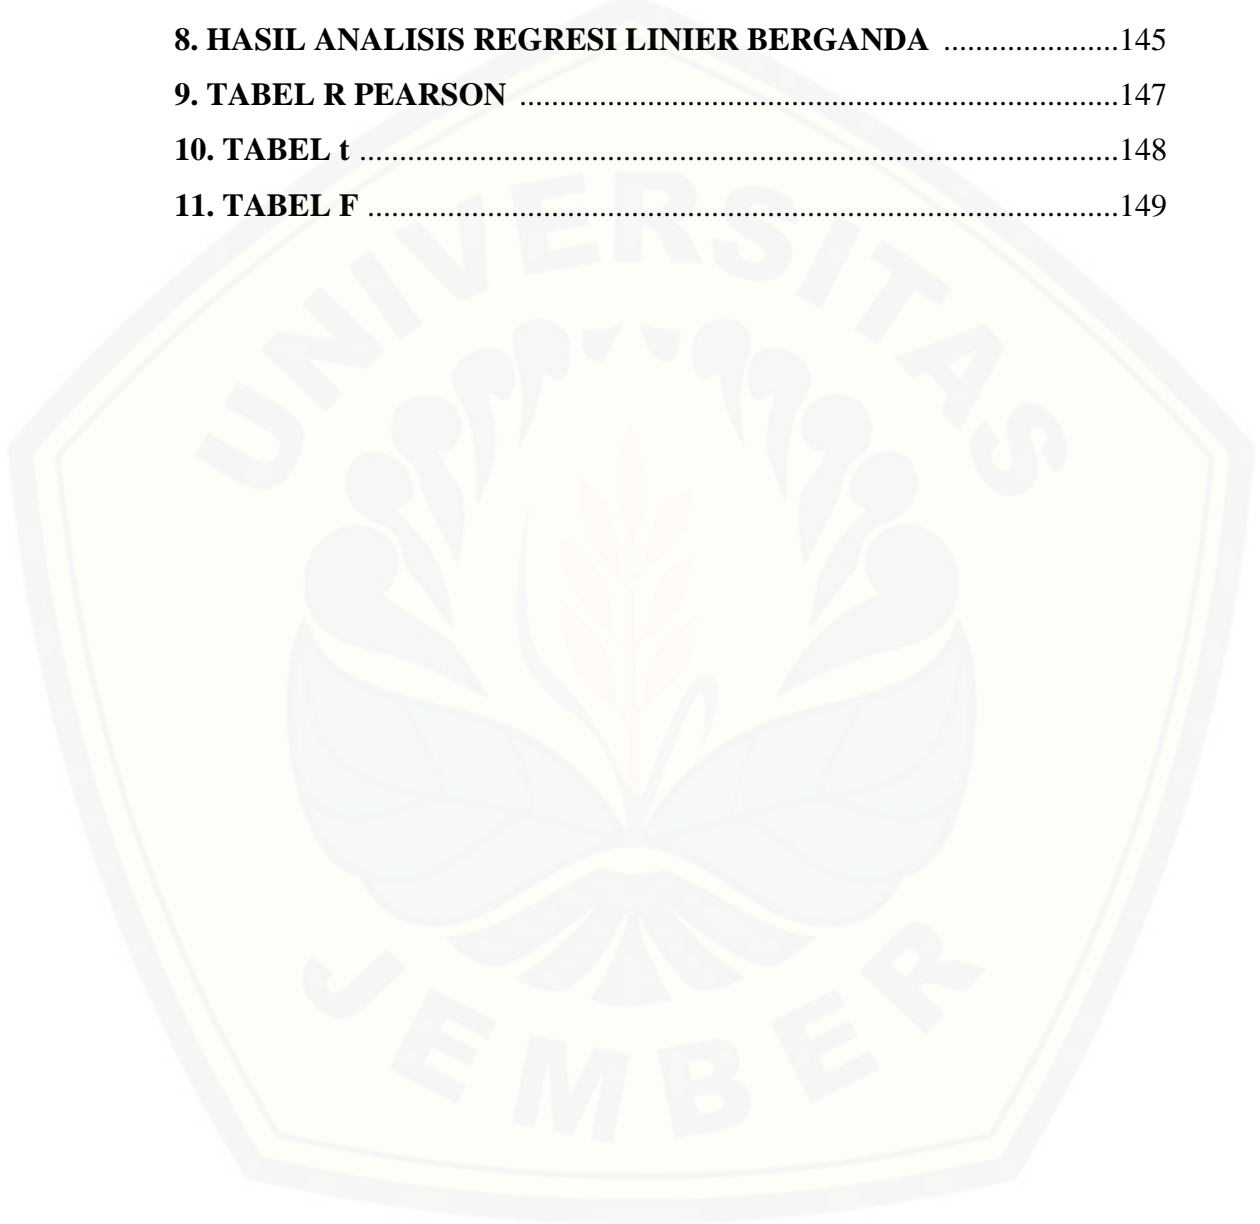 8. HASIL ANALISIS REGRESI LINIER BERGANDA ......................145
9. TABEL R PEARSON ...........................................................................147
10. TABEL t ...............................................................................................148
11. TABEL F ..............................................................................................149
UNIVERSITAS
JEMBER